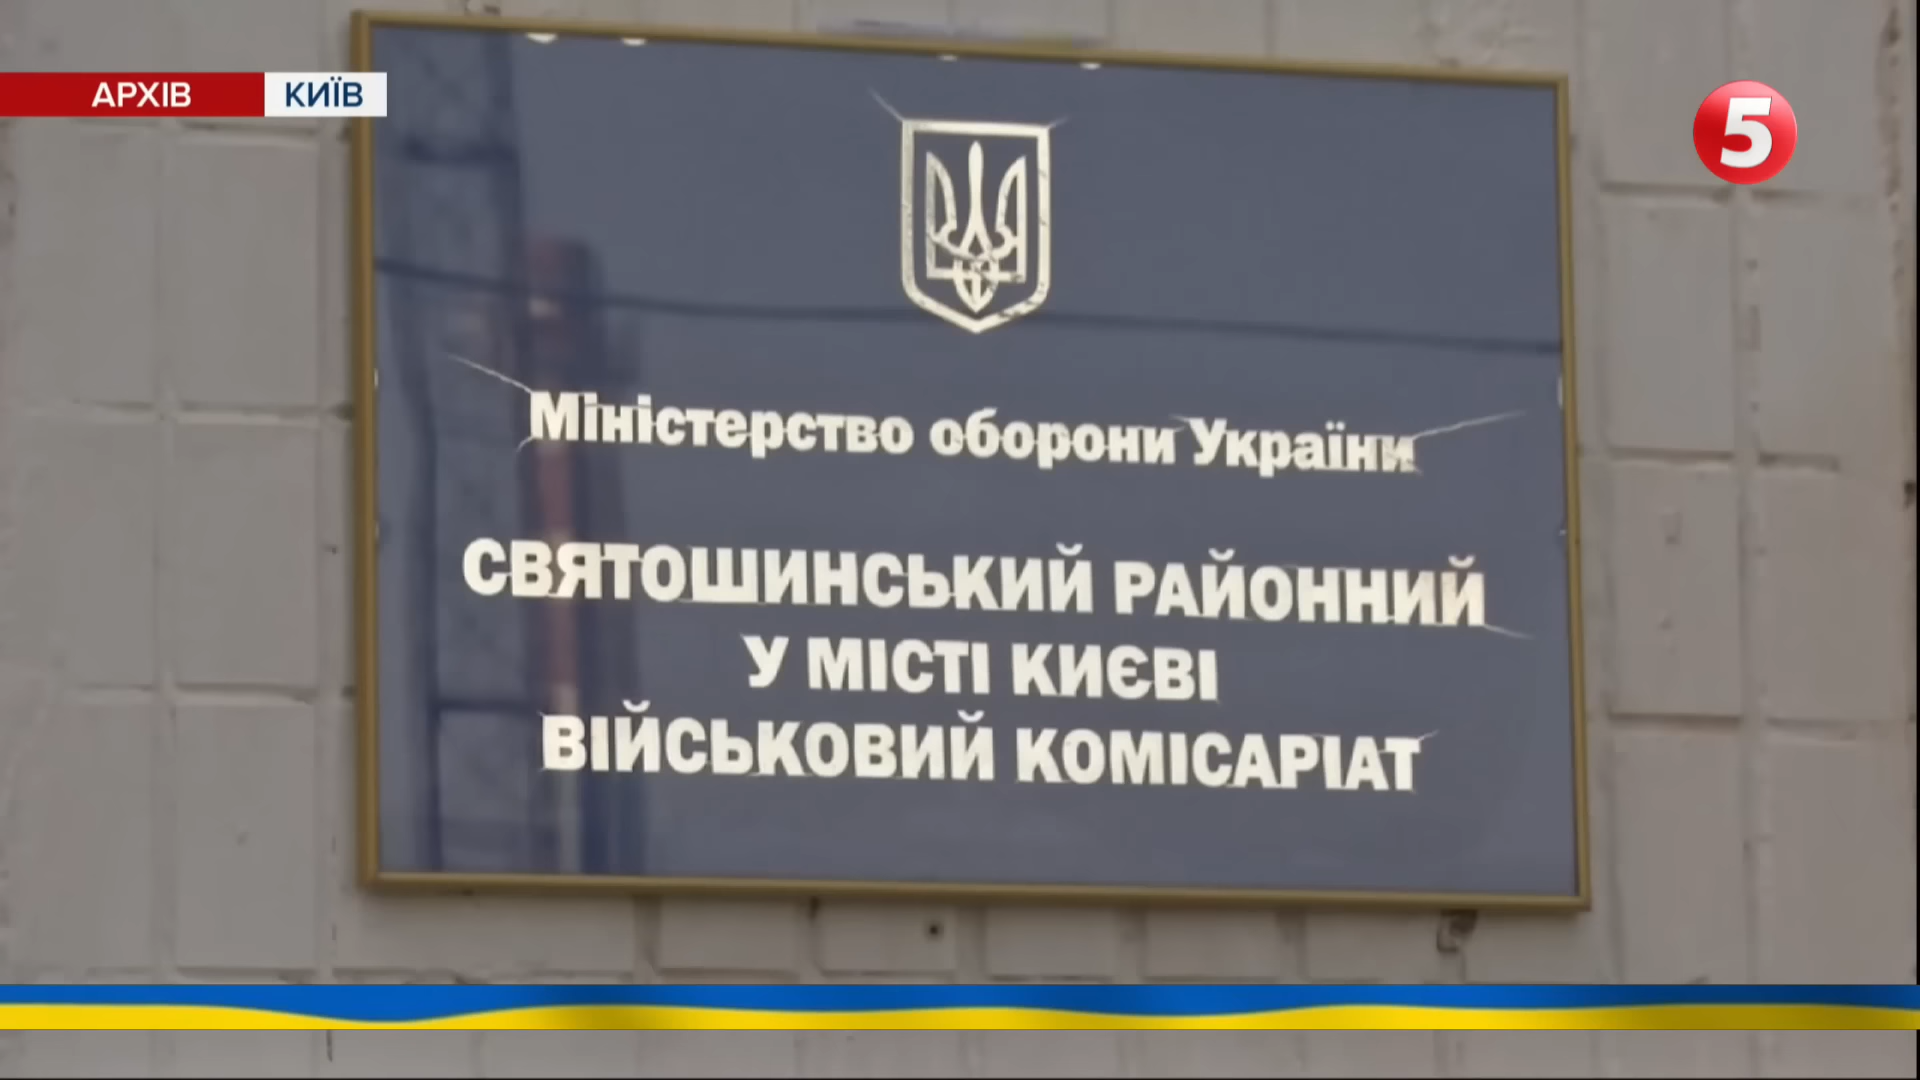 АРХІВ КИЇВ
5
Міністерство оборони України
СВЯТОШИНСЬКИЙ РАЙОННИЙ
У МІСТІ КИЄВІ
ВІЙСЬКОВИЙ КОМІСАРІАТ